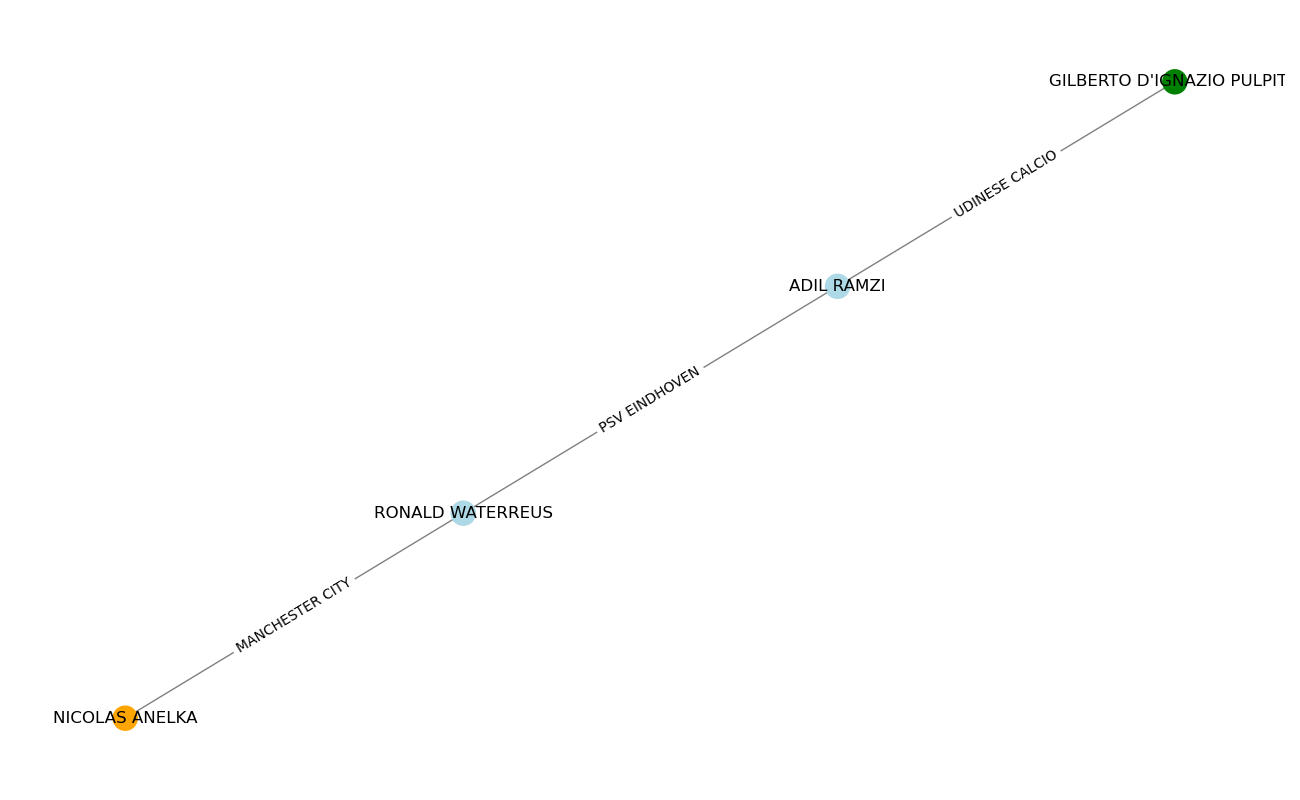 GILBERTO D'IGNAZIO PULPIT
UDINESE CALCIO
ADIL RAMZI
PSV EINDHOVEN
RONALD WATERREUS
MANCHESTER CITY
NICOLAS ANELKA